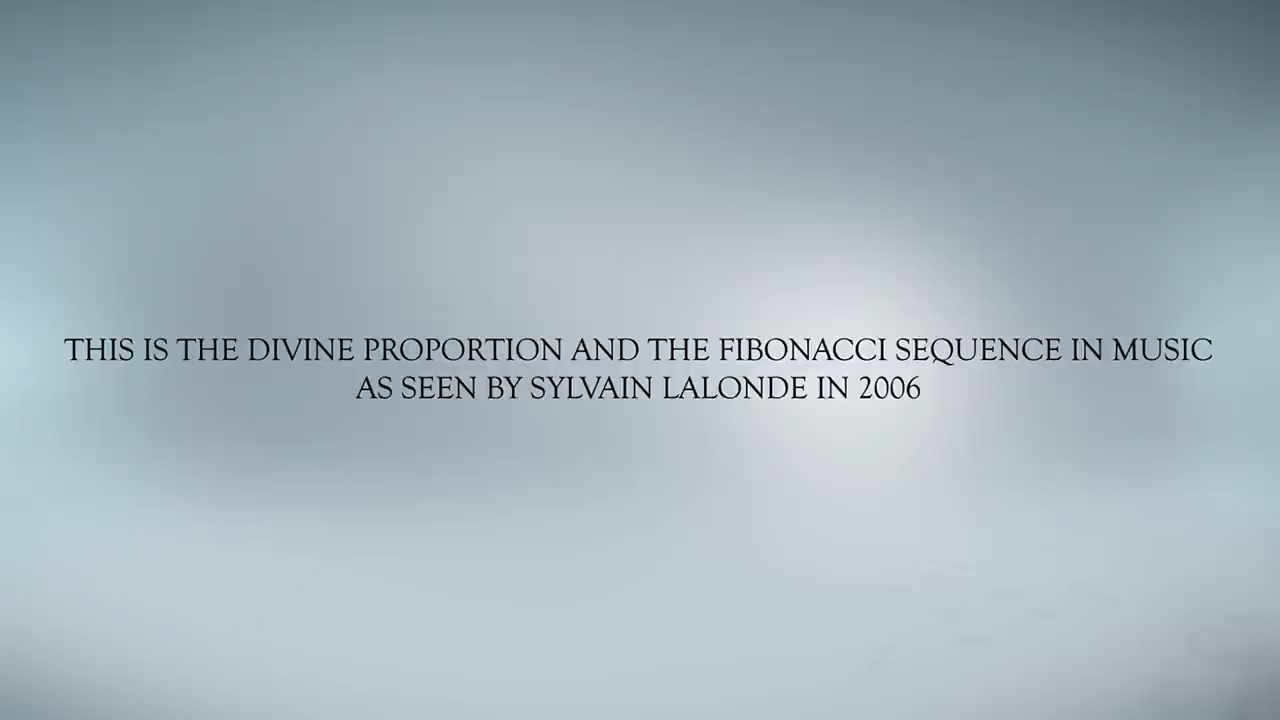 THIS IS THE DIVINE PROPORTION AND THE FIBONACCI SEQUENCE IN MUSIC
AS SEEN BY SYLVAIN LALONDE IN 2006